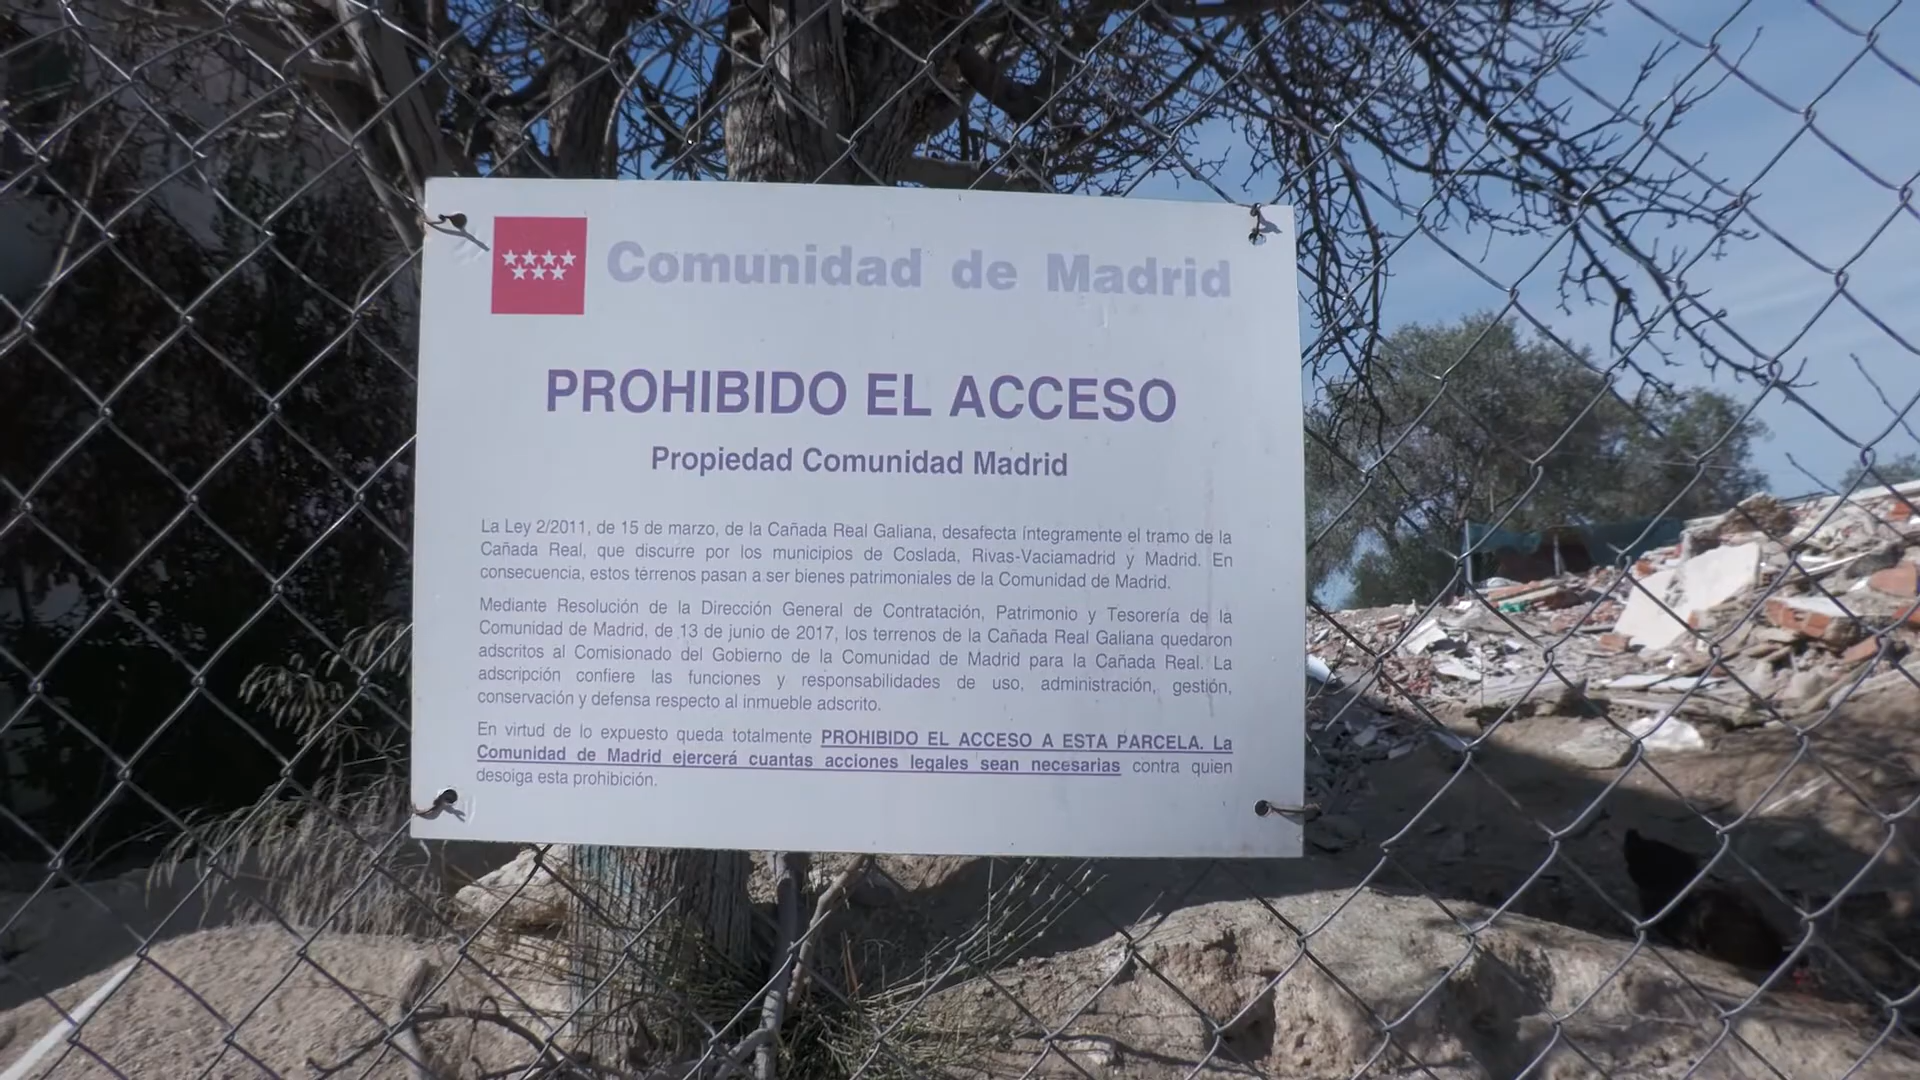 Comunidad de Madrid
PROHIBIDO EL ACCESO
Propiedad Comunidad Madrid
La Ley 2/2011, de 15 de marzo, de la Cañada Real Galiana, desafecta íntegramente el tramo de la
Cañada Real, que discurre por los municipios de Coslada, Rivas-Vaciamadrid y Madrid. En
consecuencia, estos terrenos pasan a ser bienes patrimoniales de la Comunidad de Madrid.
Mediante Resolución de la Dirección General de Contratación, Patrimonio y Tesorería de la
Comunidad de Madrid, de 13 de junio de 2017, los terrenos de la Cañada Real Galiana quedaron
adscritos al Comisionado del Gobierno de la Comunidad de Madrid para la Cañada Real. La
adscripción confiere las funciones y responsabilidades de uso, administración, gestión,
conservación y defensa respecto al inmueble adscrito.
En virtud de lo expuesto queda totalmente PROHIBIDO EL ACCESO A ESTA PARCELA. La
Comunidad de Madrid ejercerá cuantas acciones legales sean necesarias contra quien
desoiga esta prohibición.